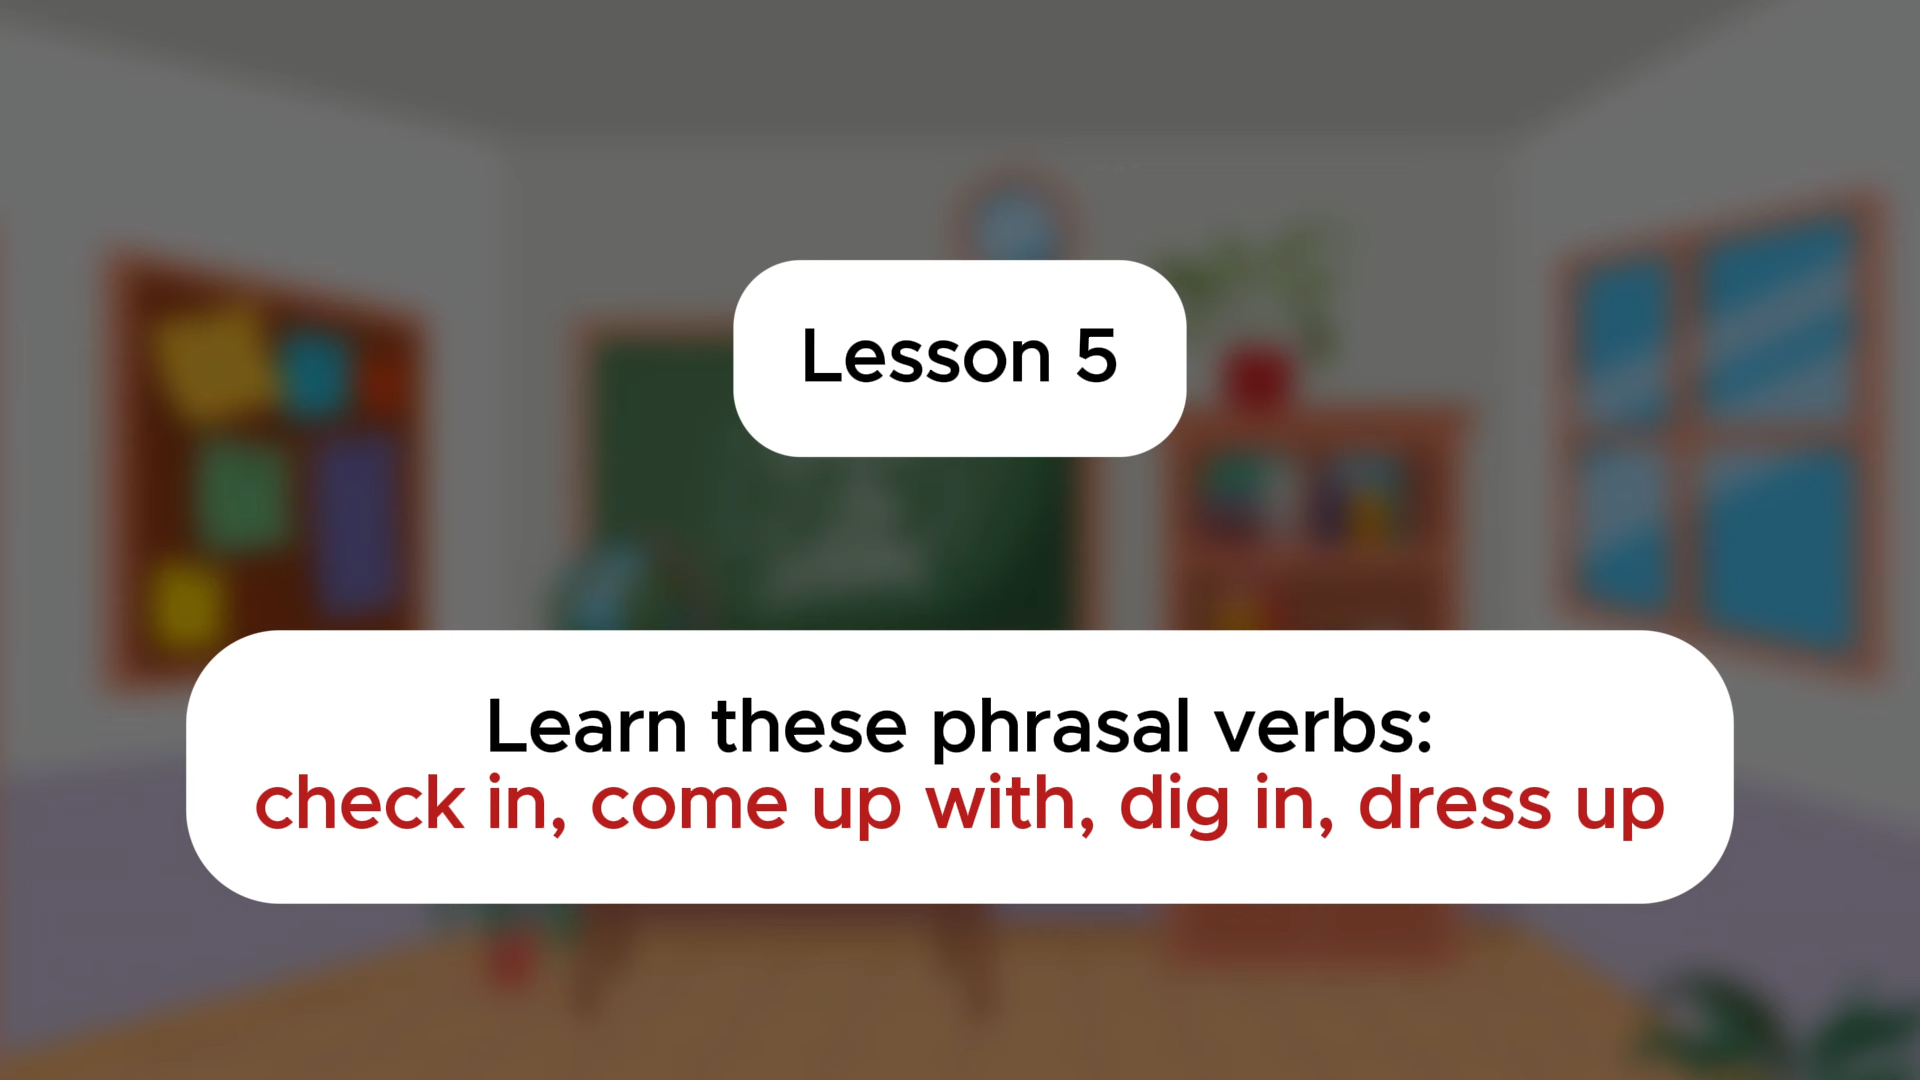 Lesson 5
Learn these phrasal verbs:
check in, come up with, dig in, dress up